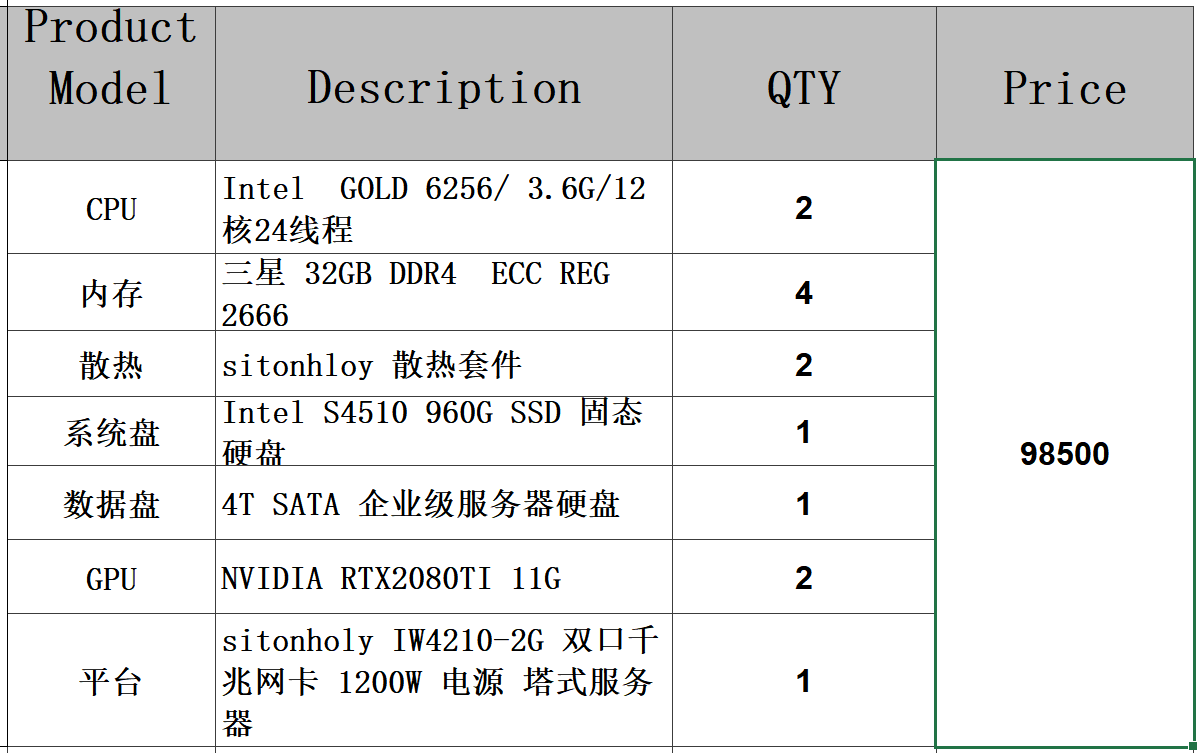 Product
Model
Description
QTY
Price
CPU
Intel  GOLD 6256/ 3.6G/12
核24线程
2
98500
内存
三星 32GB DDR4  ECC REG
2666
4
散热
sitonhloy 散热套件
2
系统盘
Intel S4510 960G SSD 固态
硬盘
1
数据盘
4T SATA 企业级服务器硬盘
1
GPU
NVIDIA RTX2080TI 11G
2
平台
sitonholy IW4210-2G 双口千
兆网卡 1200W 电源 塔式服务
器
1